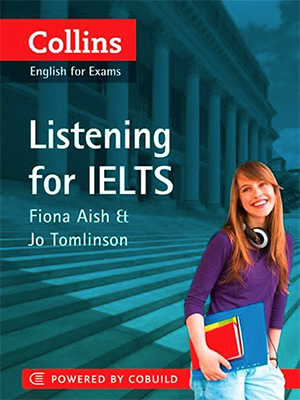 Collins
English for Exams
Listening
for IELTS
Fiona Aish &
Jo Tomlinson
POWERED BY COBUILD